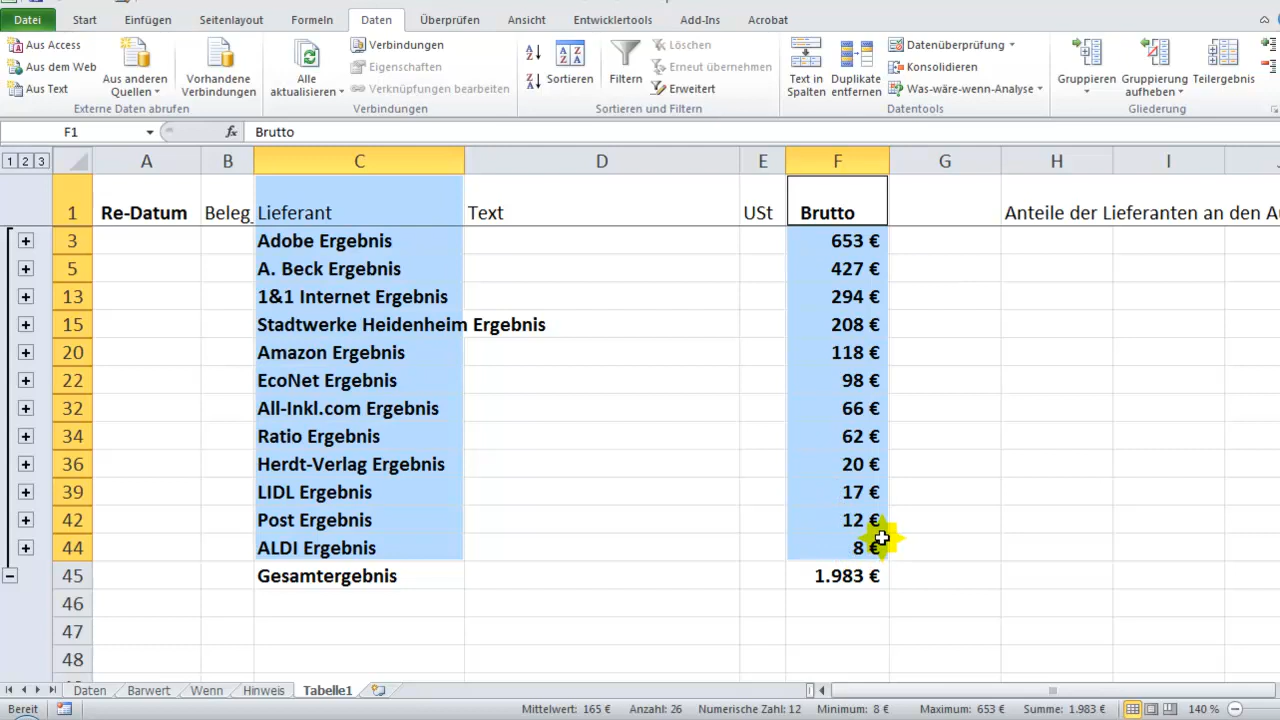 Datei Start Einfügen Seitenlayout Formeln Daten Überprüfen Ansicht Entwicklertools Add-Ins Acrobat
Aus Access
Aus dem Web
Aus Text
Aus anderen Quellen
Vorhandene Verbindungen
Externe Daten abrufen
Alle aktualisieren
Verbindungen
Eigenschaften
Verknüpfungen bearbeiten
Verbindungen
Sortieren
Filtern
Löschen
Erneut übernehmen
Erweitert
Sortieren und Filtern
Text in Spalten
Duplikate entfernen
Datenüberprüfung
Konsolidieren
Was-wäre-wenn-Analyse
Datentools
Gruppieren
Gruppierung aufheben
Teilergebnis
Gliederung
F1 fx Brutto
1 2 3 A B C D E F G H I
1 Re-Datum Beleg Lieferant Text USt Brutto Anteile der Lieferanten an den
3 Adobe Ergebnis 653 €
5 A. Beck Ergebnis 427 €
13 1&1 Internet Ergebnis 294 €
15 Stadtwerke Heidenheim Ergebnis 208 €
20 Amazon Ergebnis 118 €
22 EcoNet Ergebnis 98 €
32 All-Inkl.com Ergebnis 66 €
34 Ratio Ergebnis 62 €
36 Herdt-Verlag Ergebnis 20 €
39 LIDL Ergebnis 17 €
42 Post Ergebnis 12 €
44 ALDI Ergebnis 8 €
45 Gesamtergebnis 1.983 €
46
47
48
Daten Barwert Wenn Hinweis Tabelle1
Bereit Mittelwert: 165 € Anzahl: 26 Numerische Zahl: 12 Minimum: 8 € Maximum: 653 € Summe: 1.983 € 140 %